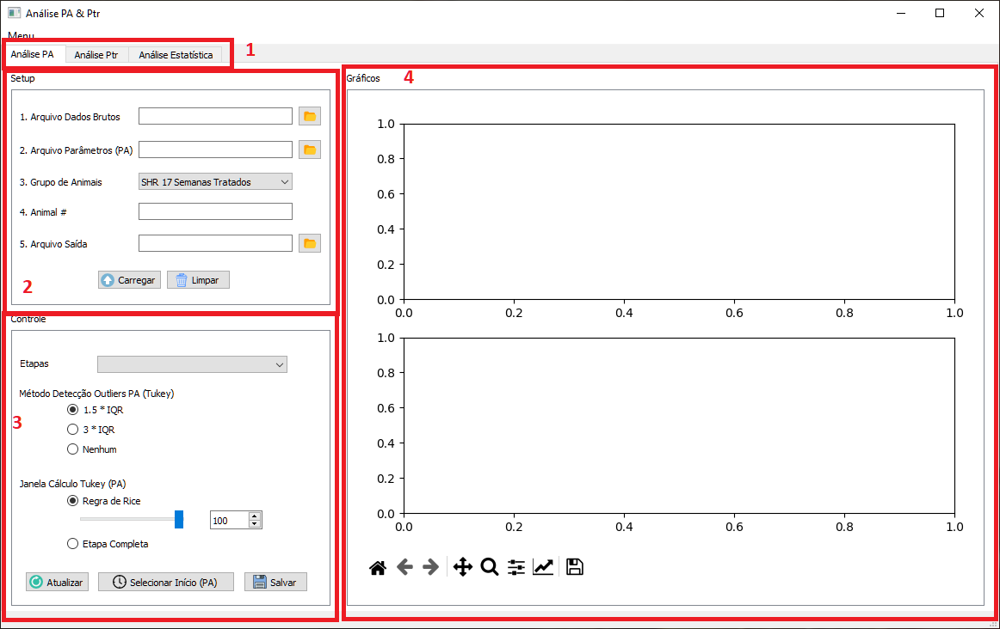 Análise PA & Ptr
Menu
Análise PA Análise Ptr Análise Estatística 1
Setup
1. Arquivo Dados Brutos
2. Arquivo Parâmetros (PA)
3. Grupo de Animais SHR 17 Semanas Tratados
4. Animal #
5. Arquivo Saída
Carregar Limpar
2
Controle
Etapas
Método Detecção Outliers PA (Tukey)
1.5 * IQR
3
3 * IQR
Nenhum
Janela Cálculo Tukey (PA)
Regra de Rice
100
Etapa Completa
Atualizar Selecionar Início (PA) Salvar
Gráficos 4
1.0
0.8
0.6
0.4
0.2
0.0
0.0 0.2 0.4 0.6 0.8 1.0
1.0
0.8
0.6
0.4
0.2
0.0
0.0 0.2 0.4 0.6 0.8 1.0